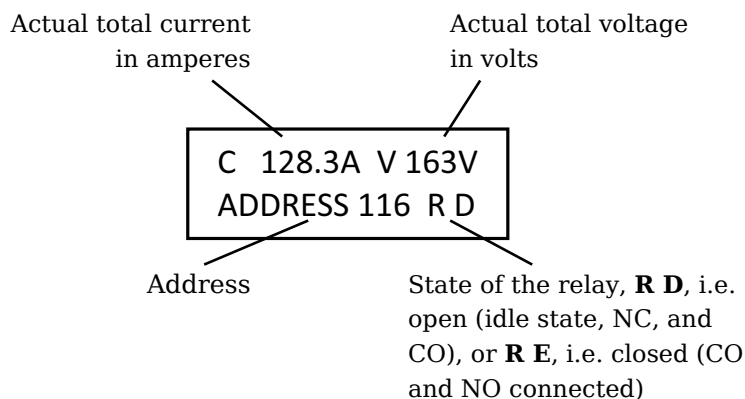 Actual total current
in amperes
Actual total voltage
in volts
C 128.3A V 163V
ADDRESS 116 R D
Address
State of the relay, R D, i.e.
open (idle state, NC, and
CO), or R E, i.e. closed (CO
and NO connected)